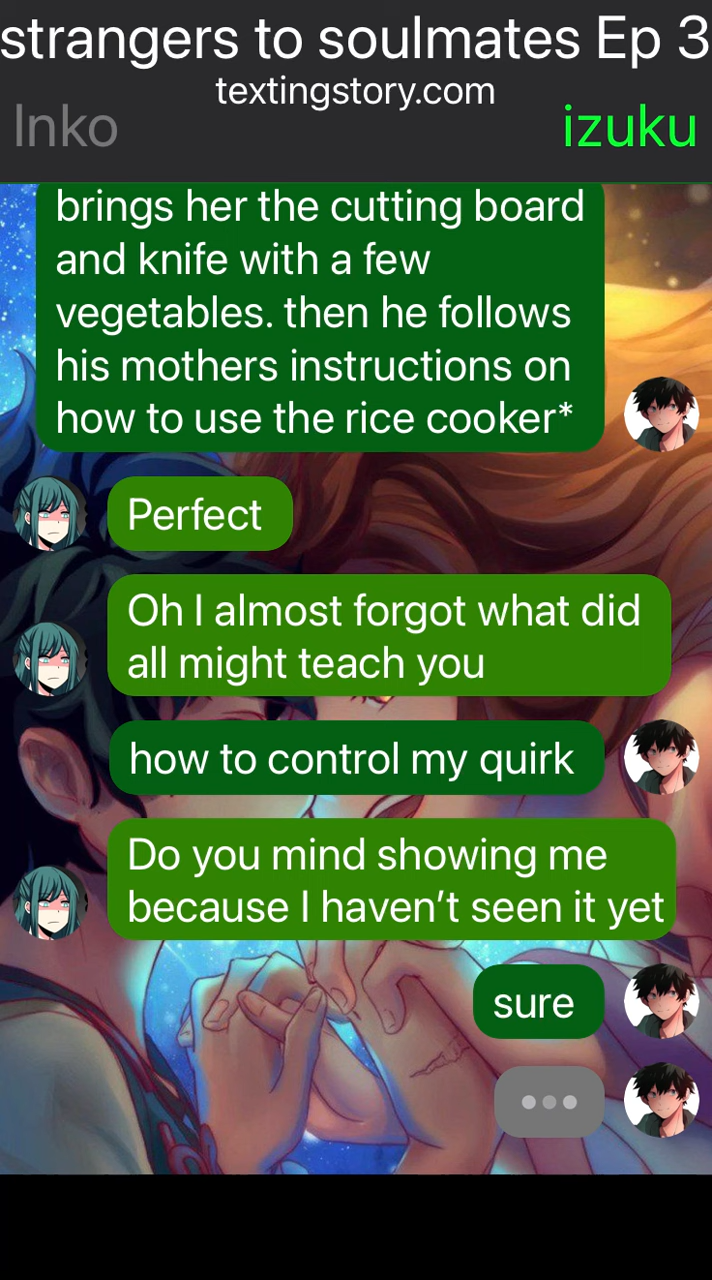 strangers to soulmates Ep 3
textingstory.com
Inko
izuku
brings her the cutting board
and knife with a few
vegetables. then he follows
his mothers instructions on
how to use the rice cooker*
Perfect
Oh I almost forgot what did
all might teach you
how to control my quirk
Do you mind showing me
because I haven’t seen it yet
sure